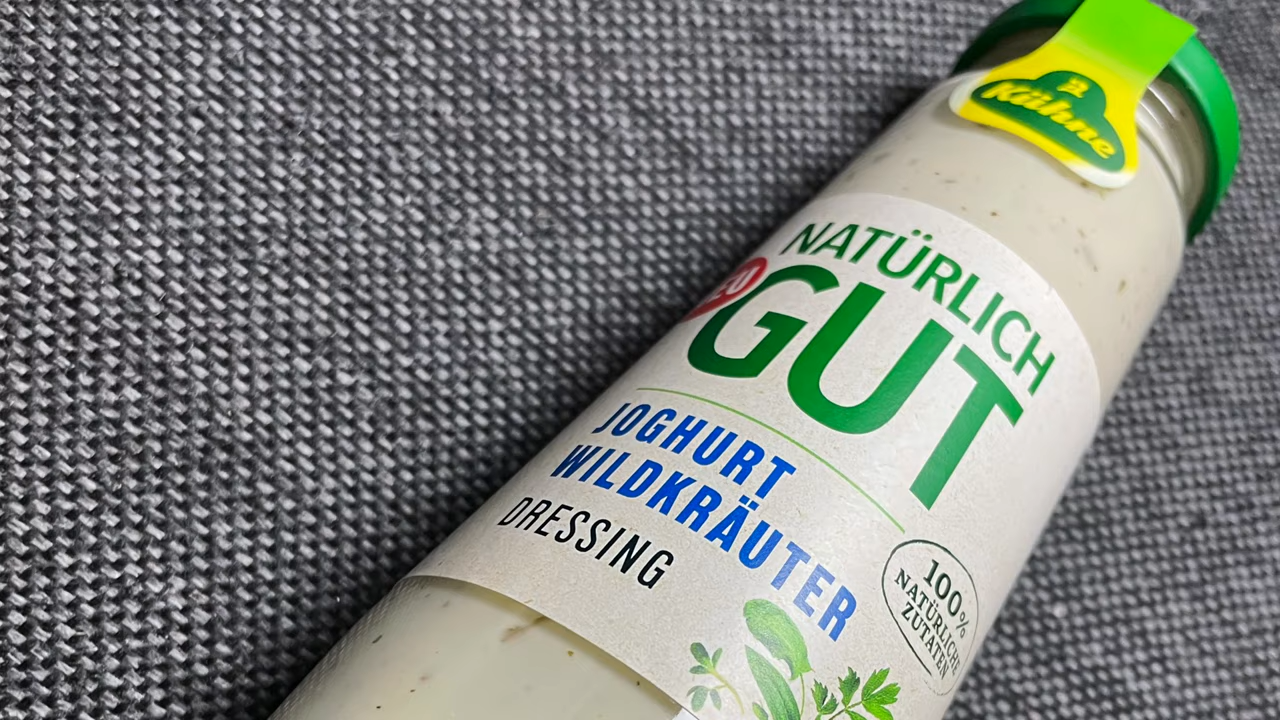 Kühne
NATÜRLICH
GUT
JOGHURT
WILDKRÄUTER
DRESSING
100%
NATÜRLICHE
ZUTATEN